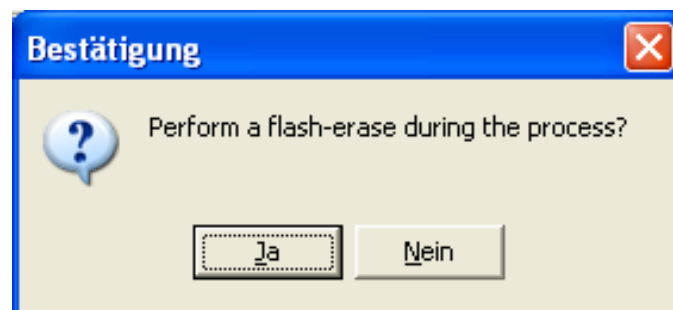 Bestätigung
Perform a flash-erase during the process?
Ja
Nein